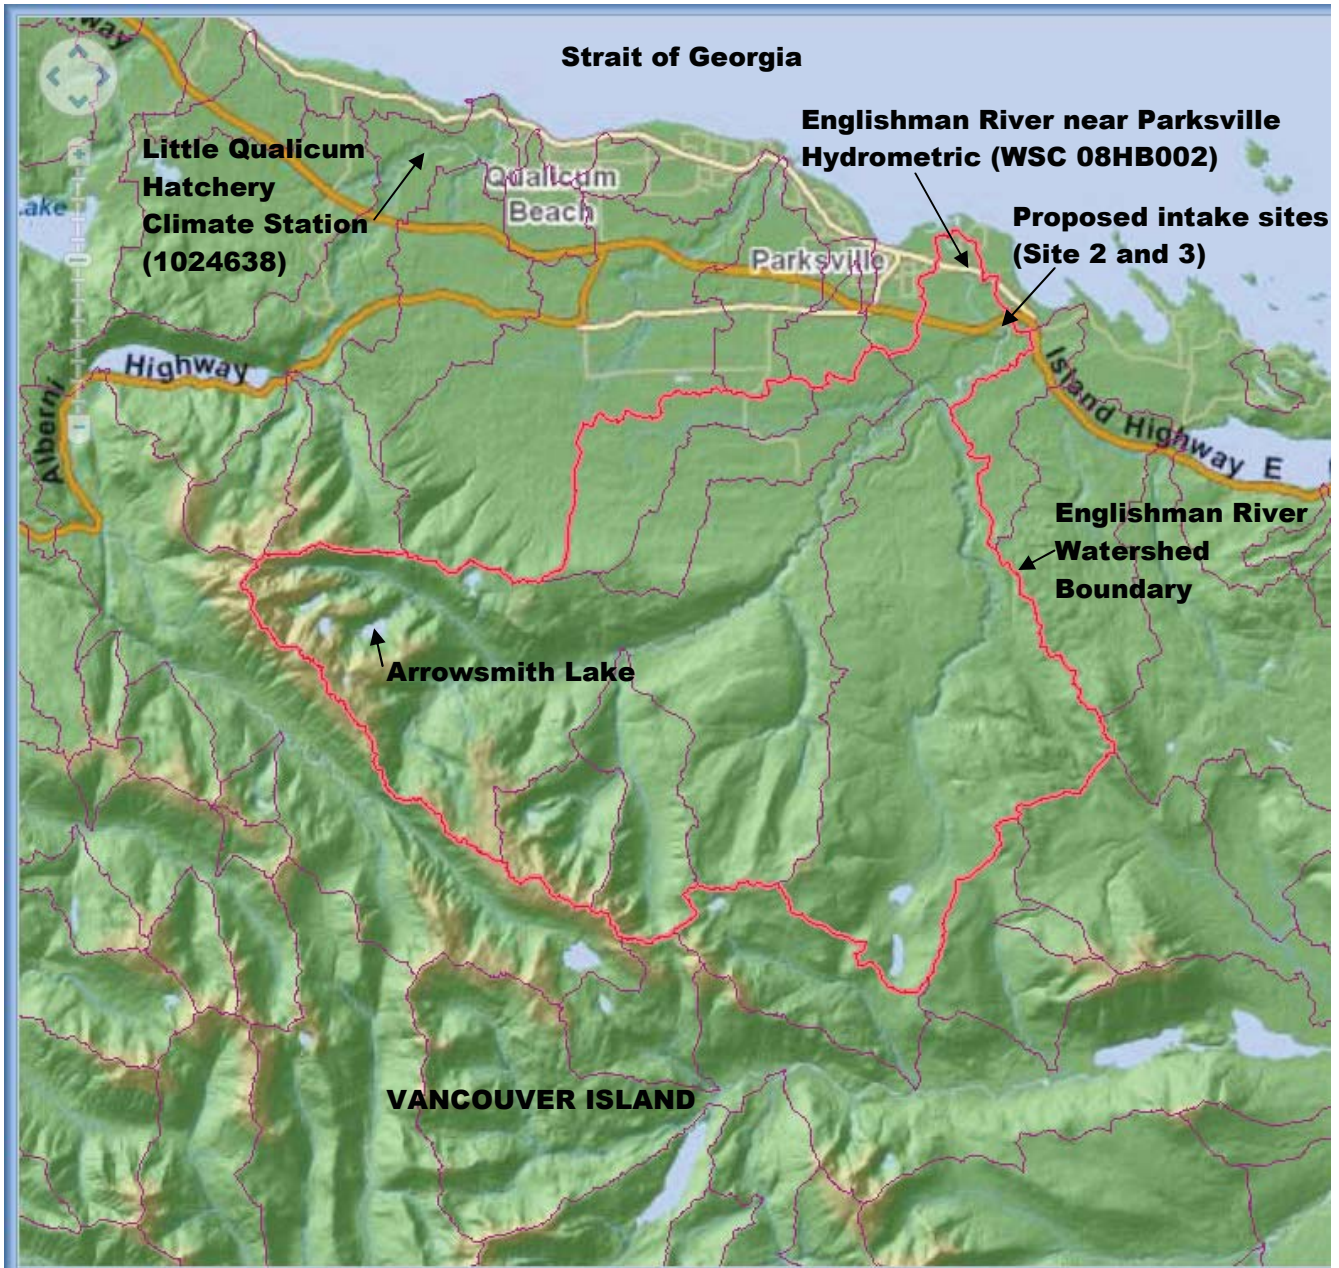 way
Strait of Georgia
Englishman River near Parksville
Hydrometric (WSC 08HB002)
Little Qualicum
Hatchery
Climate Station
(1024638)
Qualicum
Beach
Lake
Proposed intake sites
(Site 2 and 3)
Parksville
Highway
Alberni
Island Highway E
Englishman River
Watershed
Boundary
Arrowsmith Lake
VANCOUVER ISLAND